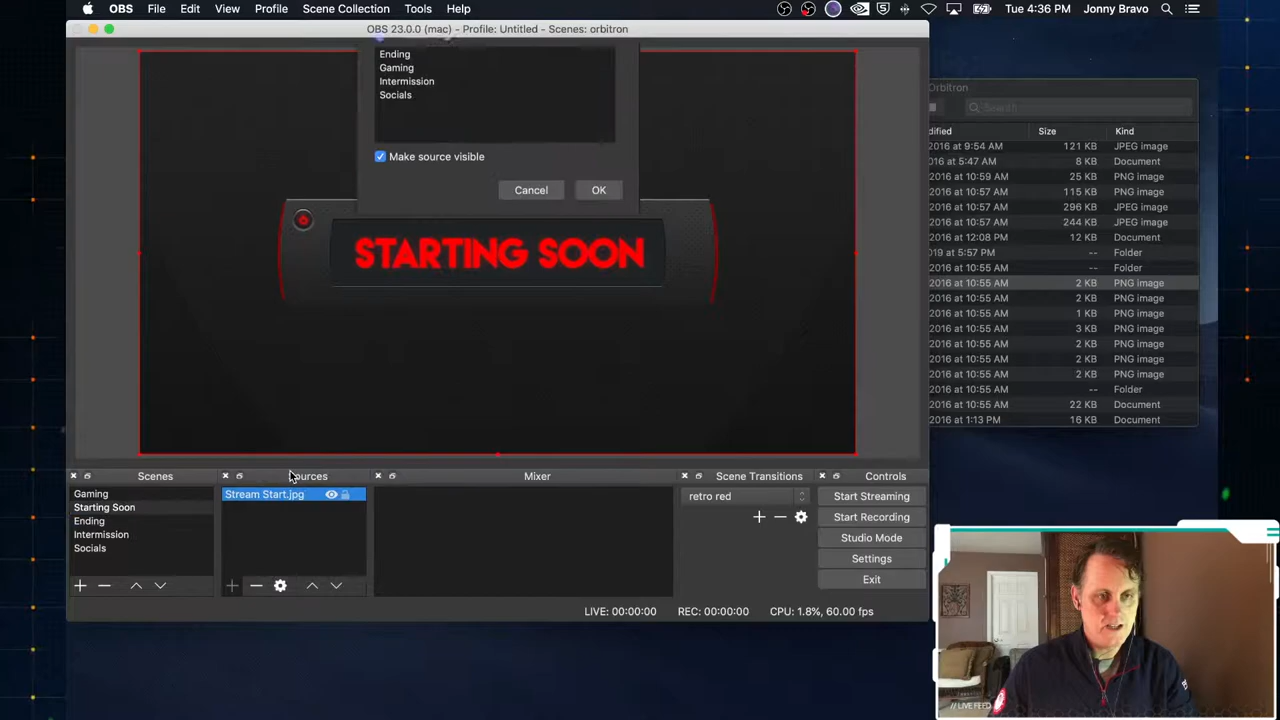 OBS File Edit View Profile Scene Collection Tools Help Tue 4:36 PM Jonny Bravo
OBS 23.0.0 (mac) - Profile: Untitled - Scenes: orbitron
Ending
Gaming
Intermission
Socials
Make source visible
Cancel OK
STARTING SOON
Orbitron
Search
dified Size Kind
2016 at 9:54 AM 121 KB JPEG image
2016 at 5:47 AM 8 KB Document
2016 at 10:59 AM 25 KB PNG image
2016 at 10:57 AM 115 KB PNG image
2016 at 10:57 AM 296 KB JPEG image
2016 at 10:57 AM 244 KB JPEG image
2016 at 12:08 PM 12 KB Document
2019 at 5:57 PM -- Folder
2016 at 10:55 AM -- Folder
2016 at 10:55 AM 2 KB PNG image
2016 at 10:55 AM 2 KB PNG image
2016 at 10:55 AM 1 KB PNG image
2016 at 10:55 AM 3 KB PNG image
2016 at 10:55 AM 2 KB PNG image
2016 at 10:55 AM 2 KB PNG image
2016 at 10:55 AM 2 KB PNG image
2016 at 10:55 AM -- Folder
2016 at 10:55 AM 22 KB Document
2016 at 1:13 PM 16 KB Document
Scenes
Gaming
Starting Soon
Ending
Intermission
Socials
Sources
Stream Start.jpg
Mixer
Scene Transitions
retro red
Controls
Start Streaming
Start Recording
Studio Mode
Settings
Exit
LIVE: 00:00:00 REC: 00:00:00 CPU: 1.8%, 60.00 fps
// LIVE FEED